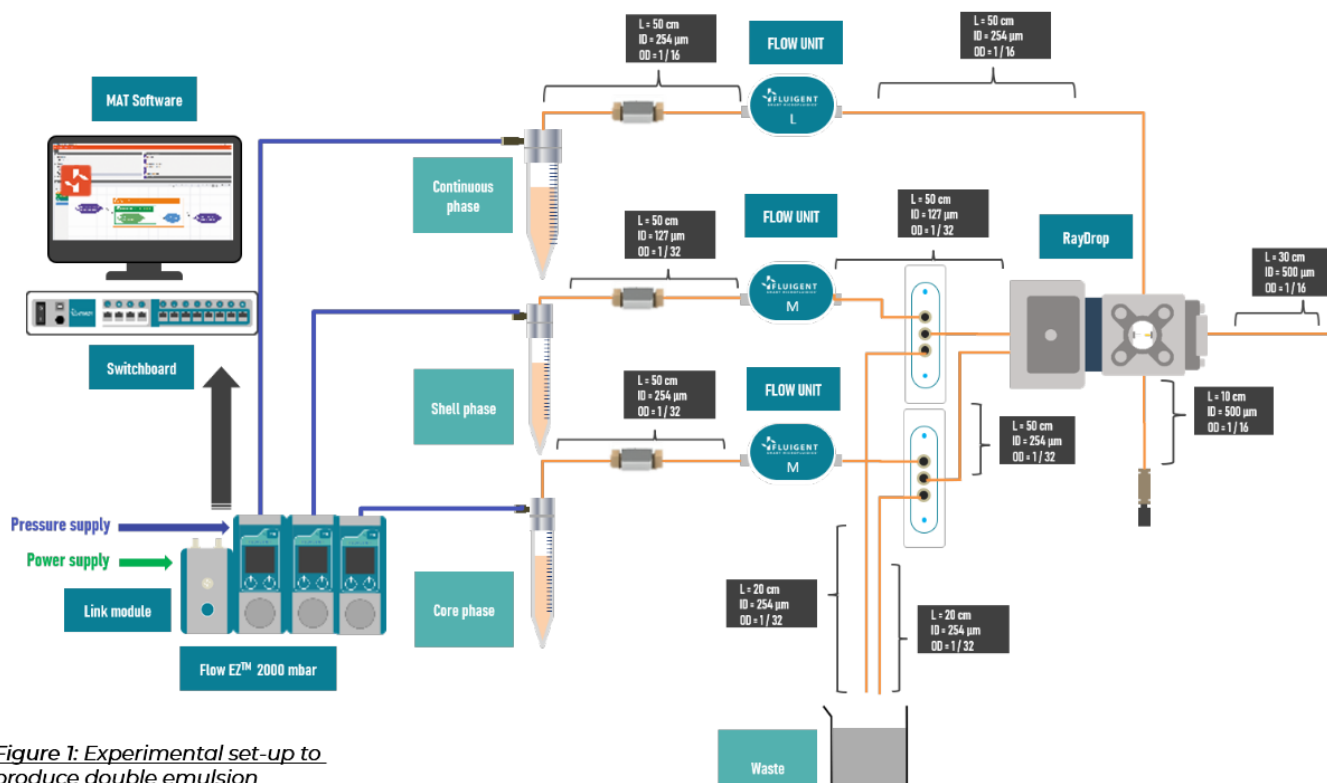 L = 50 cm
ID = 254 µm
OD = 1 / 16
FLOW UNIT
L = 50 cm
ID = 254 µm
OD = 1 / 16
MAT Software
FLUIGENT
SMART MICROFLUIDICS
L
Continuous
phase
L = 50 cm
ID = 127 µm
OD = 1 / 32
FLOW UNIT
L = 50 cm
ID = 127 µm
OD = 1 / 32
RayDrop
L = 30 cm
ID = 500 µm
OD = 1 / 16
FLUIGENT
SMART MICROFLUIDICS
M
Switchboard
Shell phase
L = 50 cm
ID = 254 µm
OD = 1 / 32
FLOW UNIT
L = 10 cm
ID = 500 µm
OD = 1 / 16
L = 50 cm
ID = 254 µm
OD = 1 / 32
FLUIGENT
SMART MICROFLUIDICS
M
Pressure supply
Power supply
Link module
Core phase
L = 20 cm
ID = 254 µm
OD = 1 / 32
L = 20 cm
ID = 254 µm
OD = 1 / 32
Flow EZ™ 2000 mbar
Figure 1: Experimental set-up to
produce double emulsion
Waste